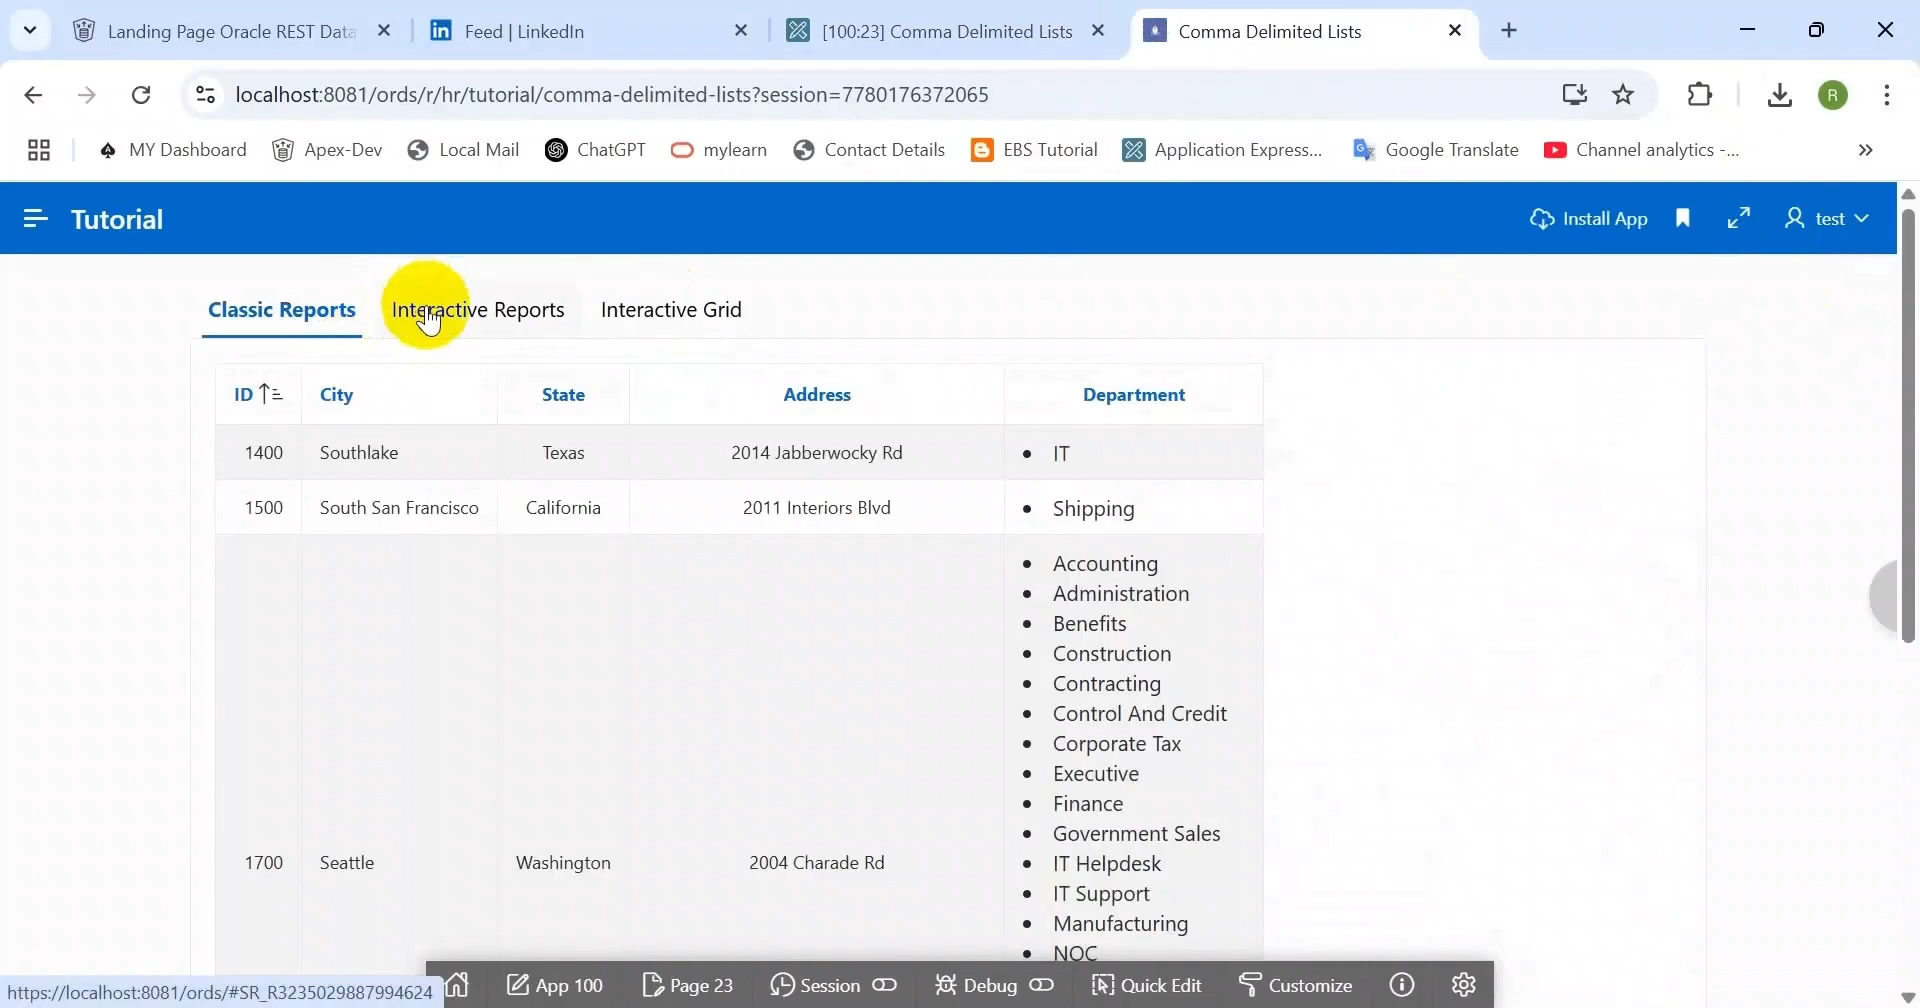 Landing Page Oracle REST Data
Feed | LinkedIn
[100:23] Comma Delimited Lists
Comma Delimited Lists
localhost:8081/ords/r/hr/tutorial/comma-delimited-lists?session=7780176372065
R
MY Dashboard
Apex-Dev
Local Mail
ChatGPT
mylearn
Contact Details
EBS Tutorial
Application Express...
Google Translate
Channel analytics -...
Tutorial
Install App
test
Classic Reports
Interactive Reports
Interactive Grid
ID City State Address Department
1400 Southlake Texas 2014 Jabberwocky Rd • IT
1500 South San Francisco California 2011 Interiors Blvd • Shipping
• Accounting
• Administration
• Benefits
• Construction
• Contracting
• Control And Credit
• Corporate Tax
• Executive
• Finance
• Government Sales
1700 Seattle Washington 2004 Charade Rd • IT Helpdesk
• IT Support
• Manufacturing
• NOC
https://localhost:8081/ords/#SR_R3235029887994624
App 100
Page 23
Session
Debug
Quick Edit
Customize